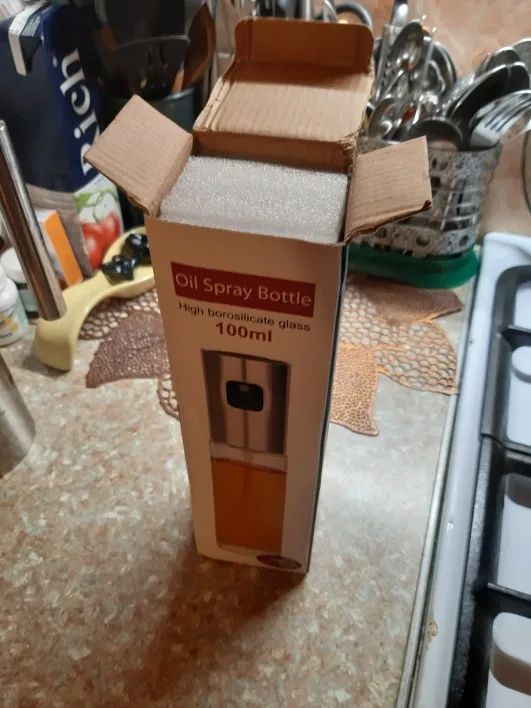 Rich
Oil Spray Bottle
High borosilicate glass
100ml